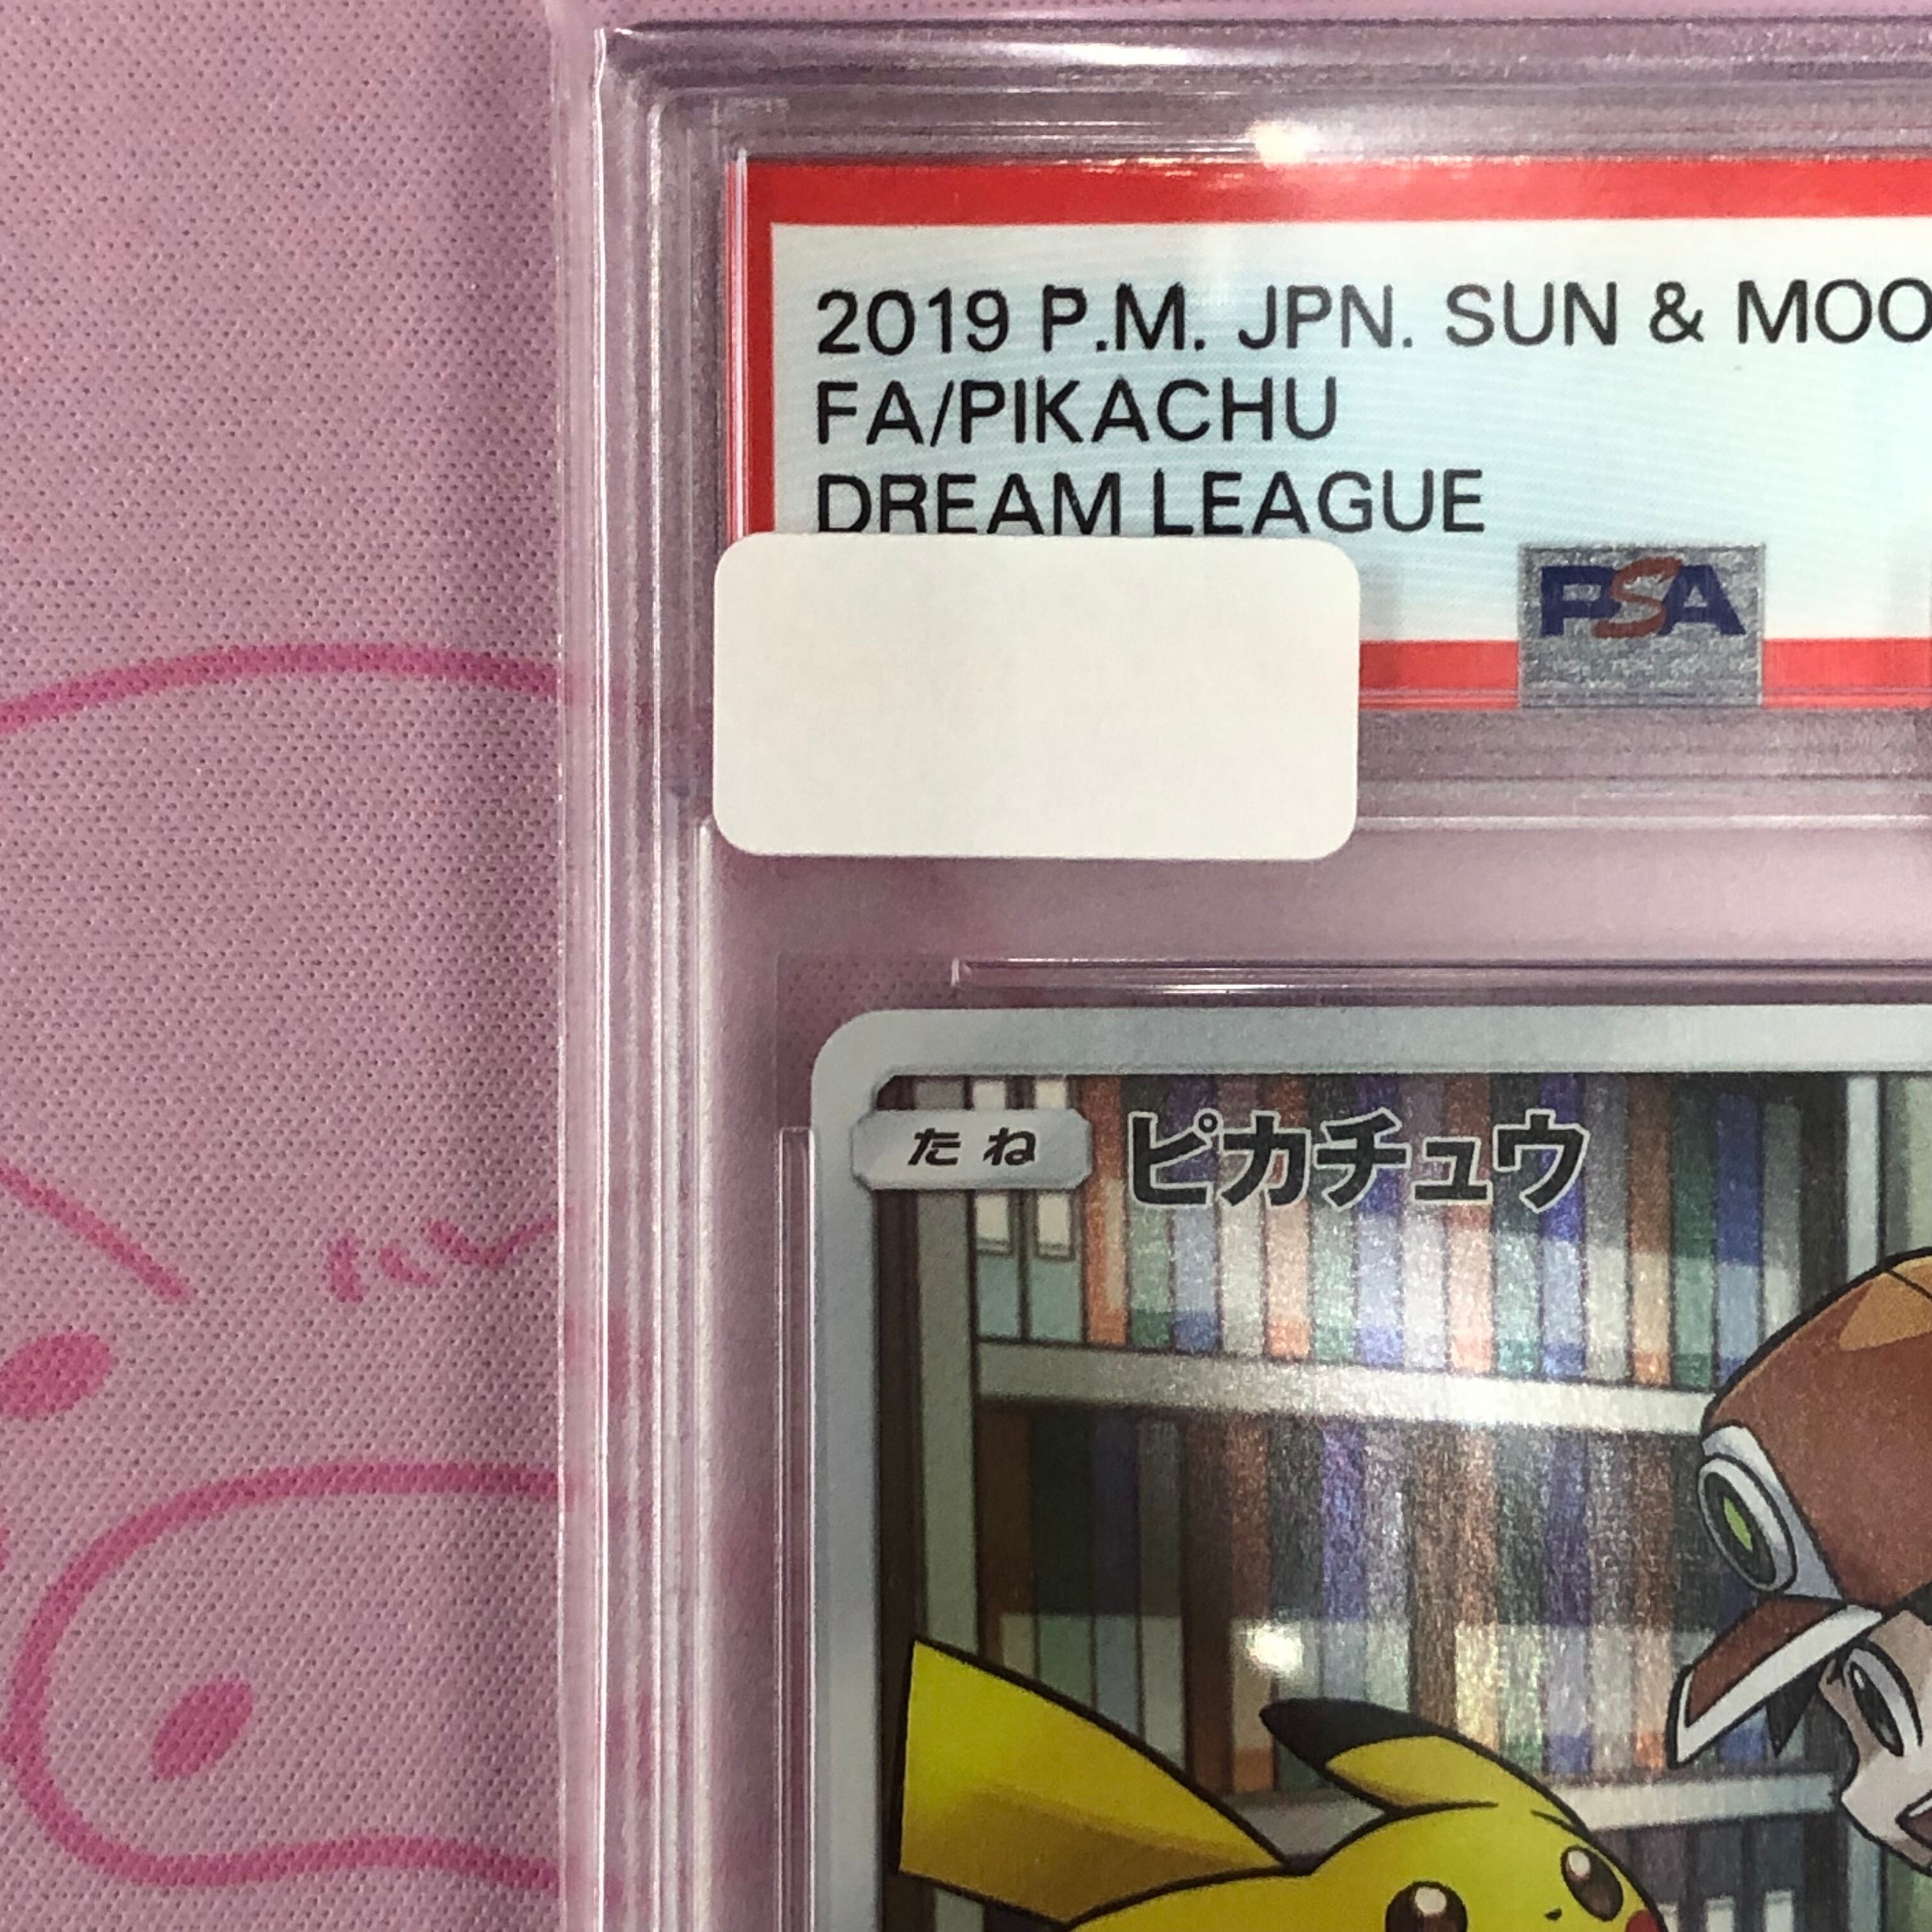 2019 P.M. JPN. SUN & MOO
FA/PIKACHU
DREAM LEAGUE
PSA
たね ピカチュウ